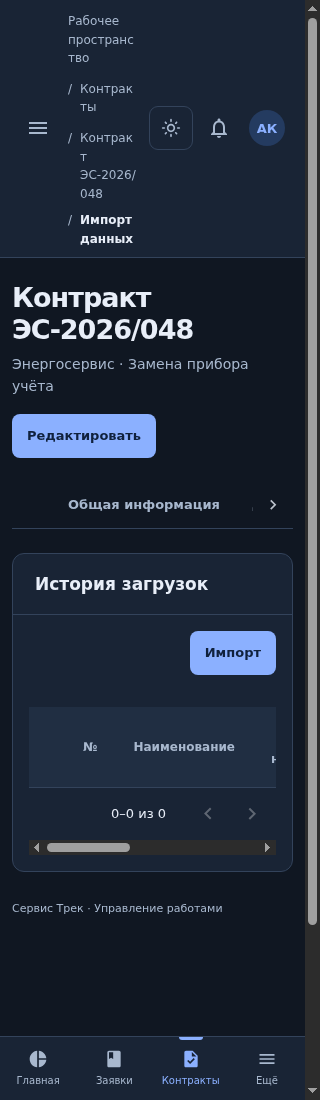 Рабочее
пространс
тво
/ Контрак
ты
/ Контрак
т
ЭС-2026/
048
/ Импорт
данных
АК
Контракт
ЭС-2026/048
Энергосервис · Замена прибора
учёта
Редактировать
Общая информация
История загрузок
Импорт
№ Наименование
0–0 из 0
Сервис Трек · Управление работами
Главная Заявки Контракты Ещё